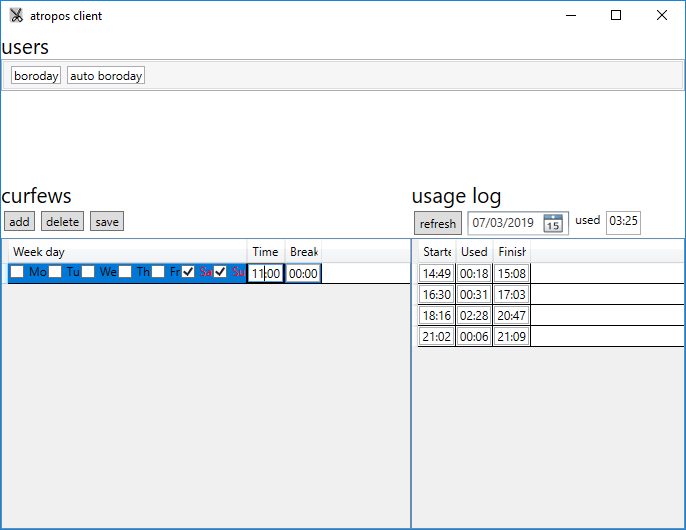 atropos client
users
boroday auto boroday
curfews
add delete save
Week day Time Break
Mo Tu We Th Fr Sa Su 11:00 00:00
usage log
refresh 07/03/2019 15 used 03:25
Starte Used Finish
14:49 00:18 15:08
16:30 00:31 17:03
18:16 02:28 20:47
21:02 00:06 21:09